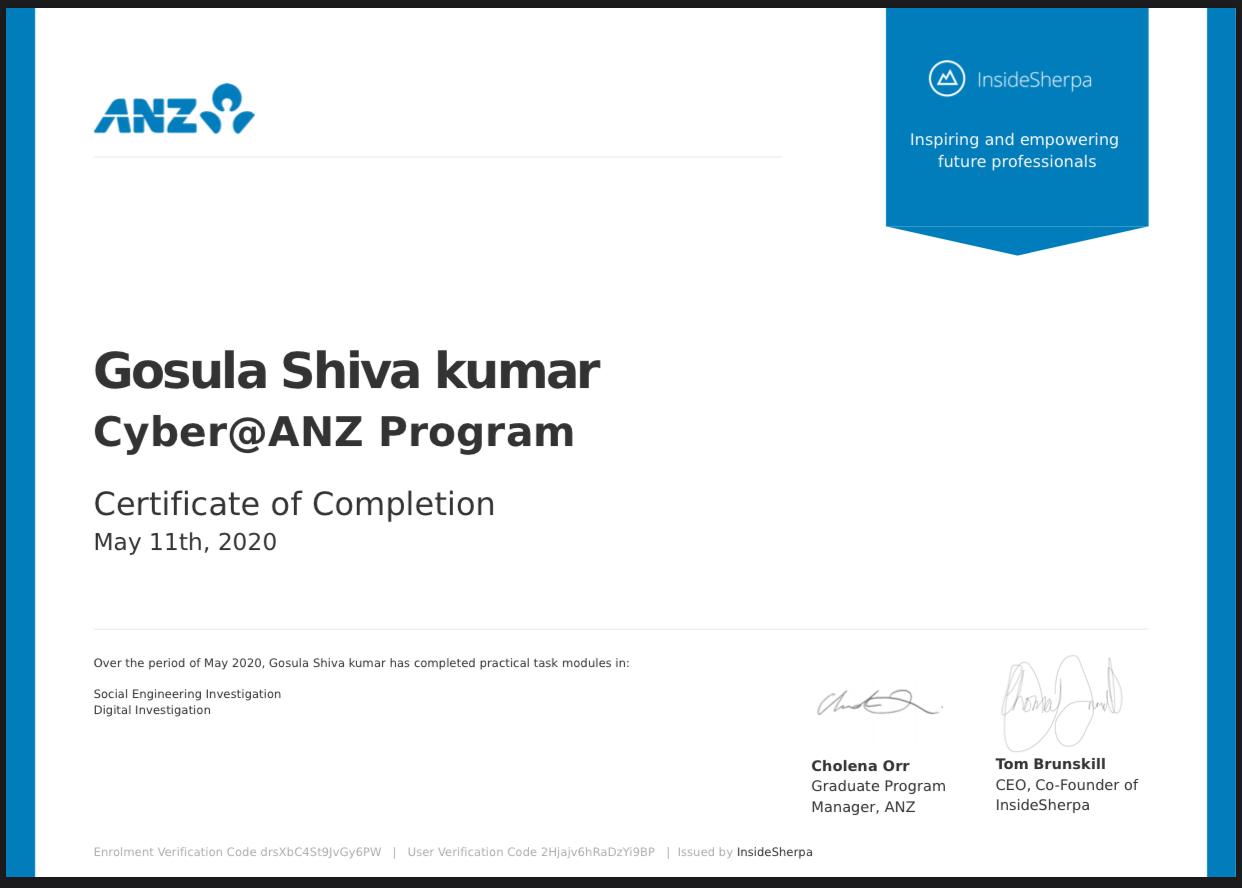 ANZ
InsideSherpa
Inspiring and empowering
future professionals
Gosula Shiva kumar
Cyber@ANZ Program
Certificate of Completion
May 11th, 2020
Over the period of May 2020, Gosula Shiva kumar has completed practical task modules in:
Social Engineering Investigation
Digital Investigation
Cholena Orr
Graduate Program
Manager, ANZ
Tom Brunskill
CEO, Co-Founder of
InsideSherpa
Enrolment Verification Code drsXbC4St9JvGy6PW | User Verification Code 2Hjajv6hRaDzYi9BP | Issued by InsideSherpa